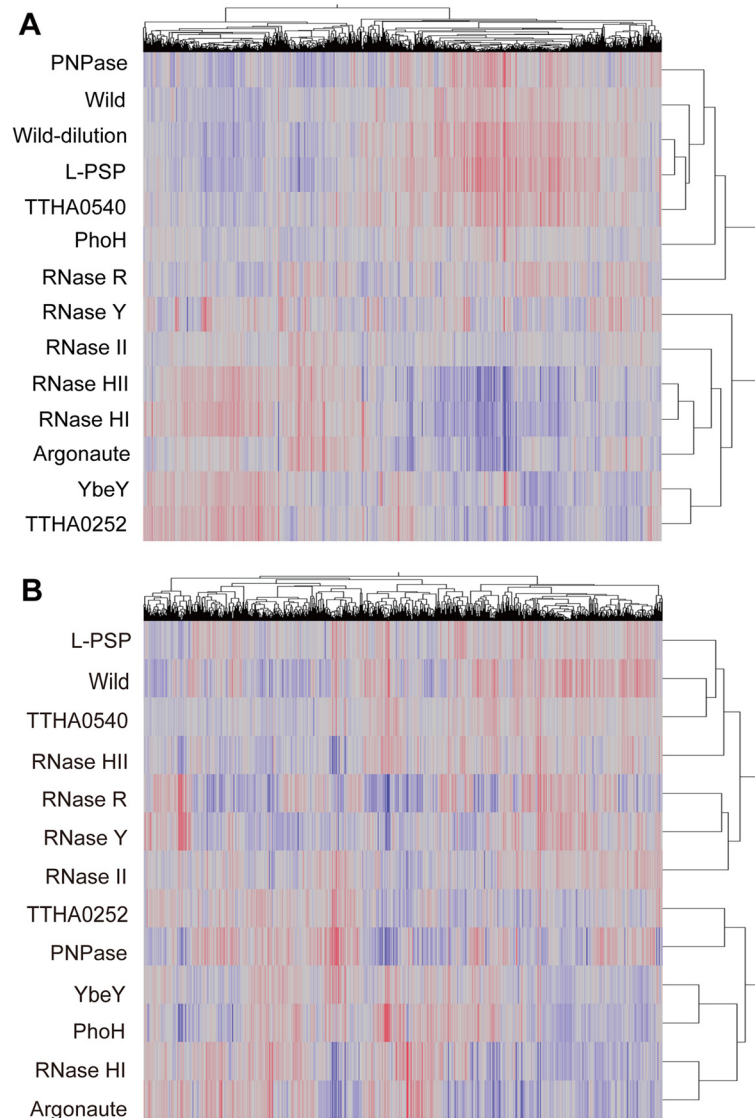 A
PNPase
Wild
Wild-dilution
L-PSP
TTHA0540
PhoH
RNase R
RNase Y
RNase II
RNase HII
RNase HI
Argonaute
YbeY
TTHA0252
B
L-PSP
Wild
TTHA0540
RNase HII
RNase R
RNase Y
RNase II
TTHA0252
PNPase
YbeY
PhoH
RNase HI
Argonaute